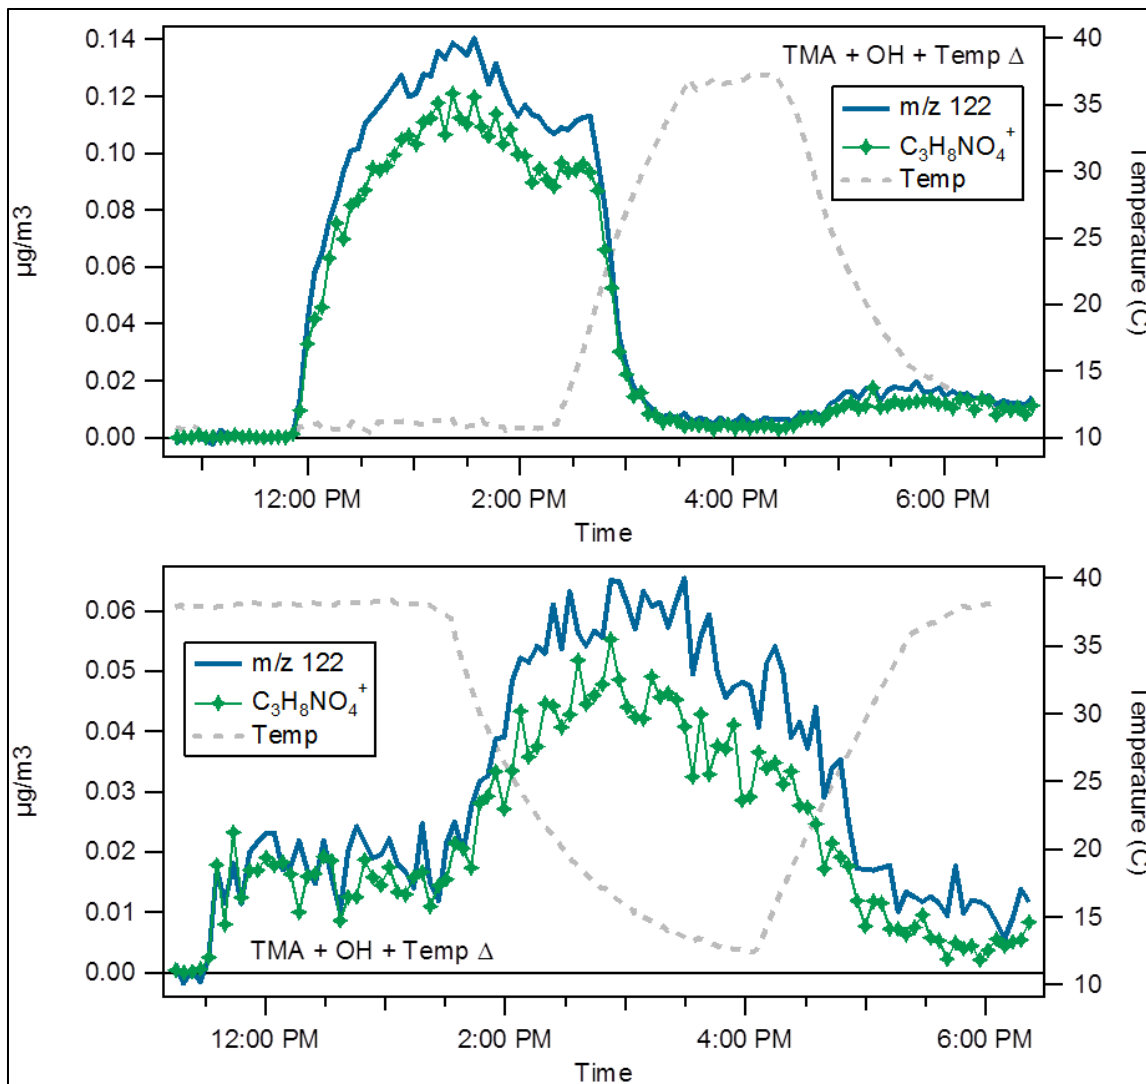 TMA + OH + Temp Δ
m/z 122
C₃H₈NO₄⁺
Temp
0.14
0.12
0.10
0.08
0.06
0.04
0.02
0.00
µg/m3
40
35
30
25
20
15
10
Temperature (C)
12:00 PM 2:00 PM 4:00 PM 6:00 PM
Time
m/z 122
C₃H₈NO₄⁺
Temp
TMA + OH + Temp Δ
0.06
0.05
0.04
0.03
0.02
0.01
0.00
µg/m3
40
35
30
25
20
15
10
Temperature (C)
12:00 PM 2:00 PM 4:00 PM 6:00 PM
Time